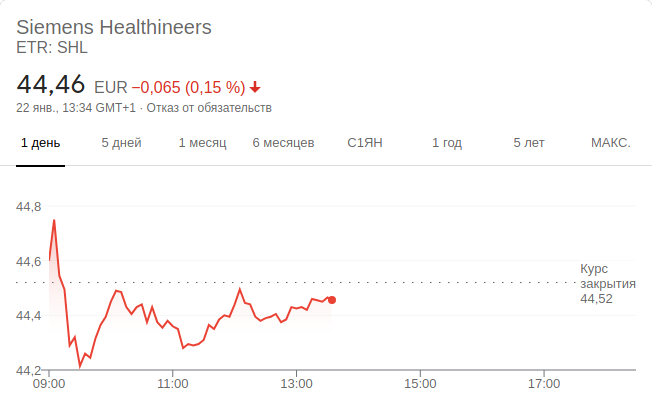 Siemens Healthineers
ETR: SHL
44,46 EUR −0,065 (0,15 %)
22 янв., 13:34 GMT+1 · Отказ от обязательств
1 день 5 дней 1 месяц 6 месяцев С1ЯН 1 год 5 лет МАКС.
44,8
44,6
44,4
44,2
Курс
закрытия
44,52
09:00 11:00 13:00 15:00 17:00